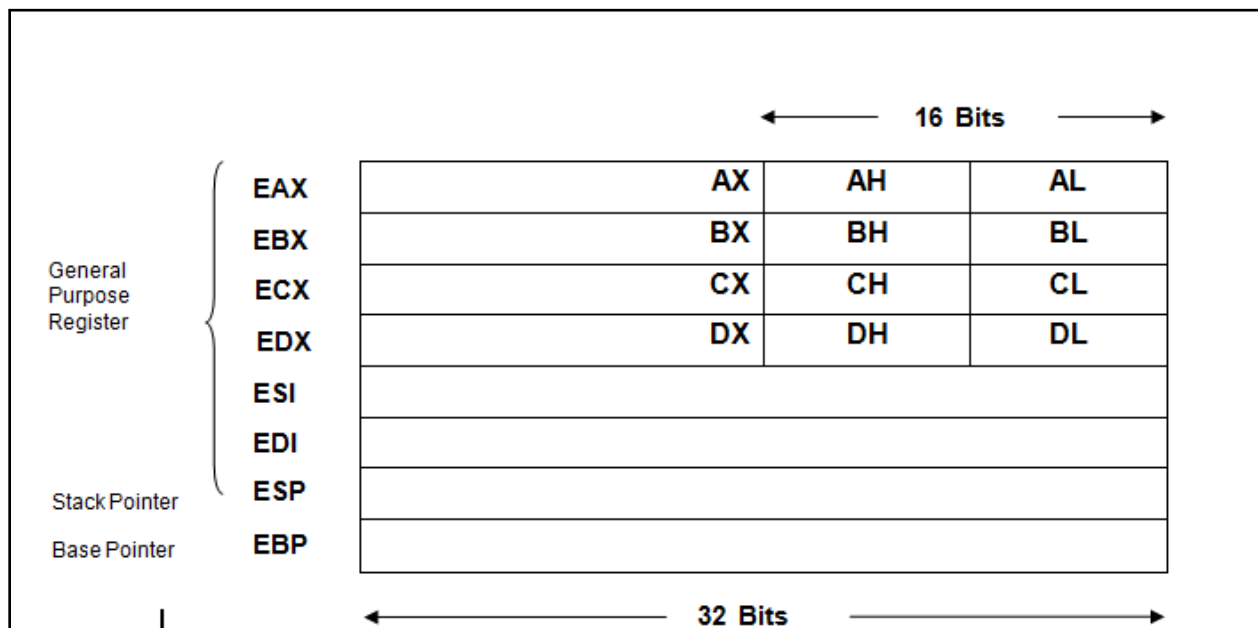 16 Bits
EAX AX AH AL
EBX BX BH BL
General
Purpose
Register
ECX CX CH CL
EDX DX DH DL
ESI
EDI
Stack Pointer ESP
Base Pointer EBP
32 Bits